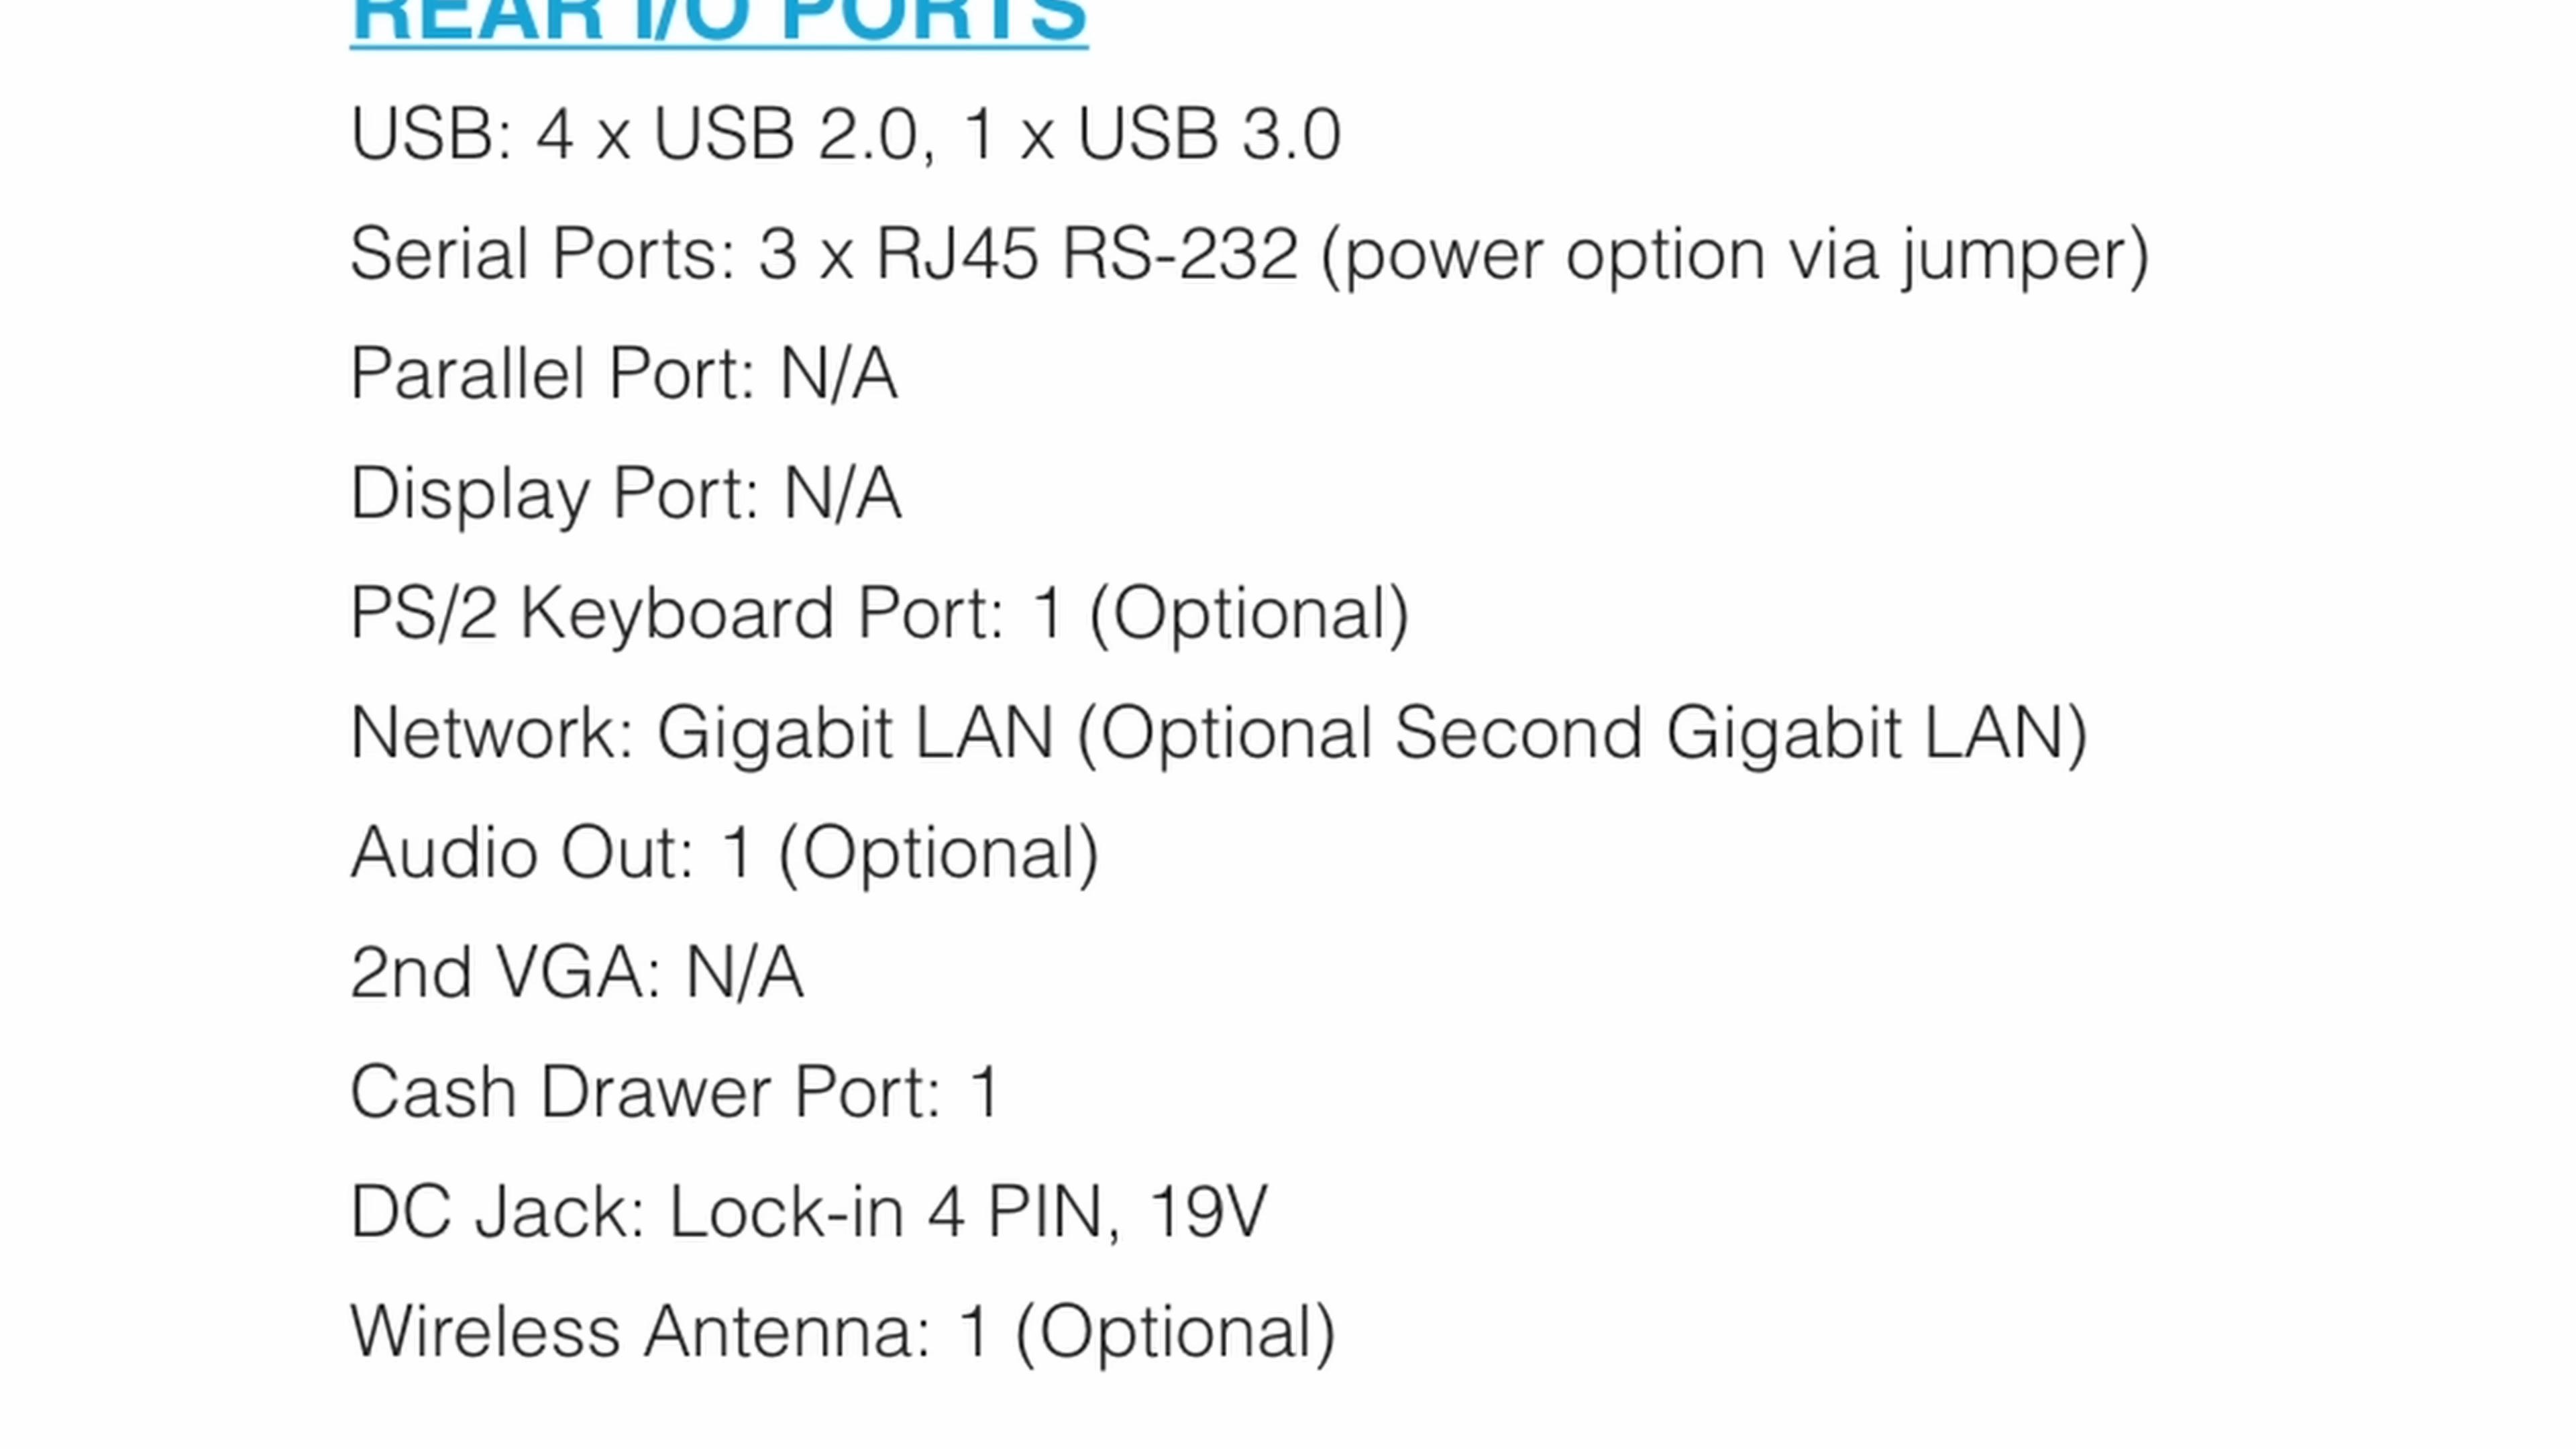 REAR I/O PORTS
USB: 4 x USB 2.0, 1 x USB 3.0
Serial Ports: 3 x RJ45 RS-232 (power option via jumper)
Parallel Port: N/A
Display Port: N/A
PS/2 Keyboard Port: 1 (Optional)
Network: Gigabit LAN (Optional Second Gigabit LAN)
Audio Out: 1 (Optional)
2nd VGA: N/A
Cash Drawer Port: 1
DC Jack: Lock-in 4 PIN, 19V
Wireless Antenna: 1 (Optional)